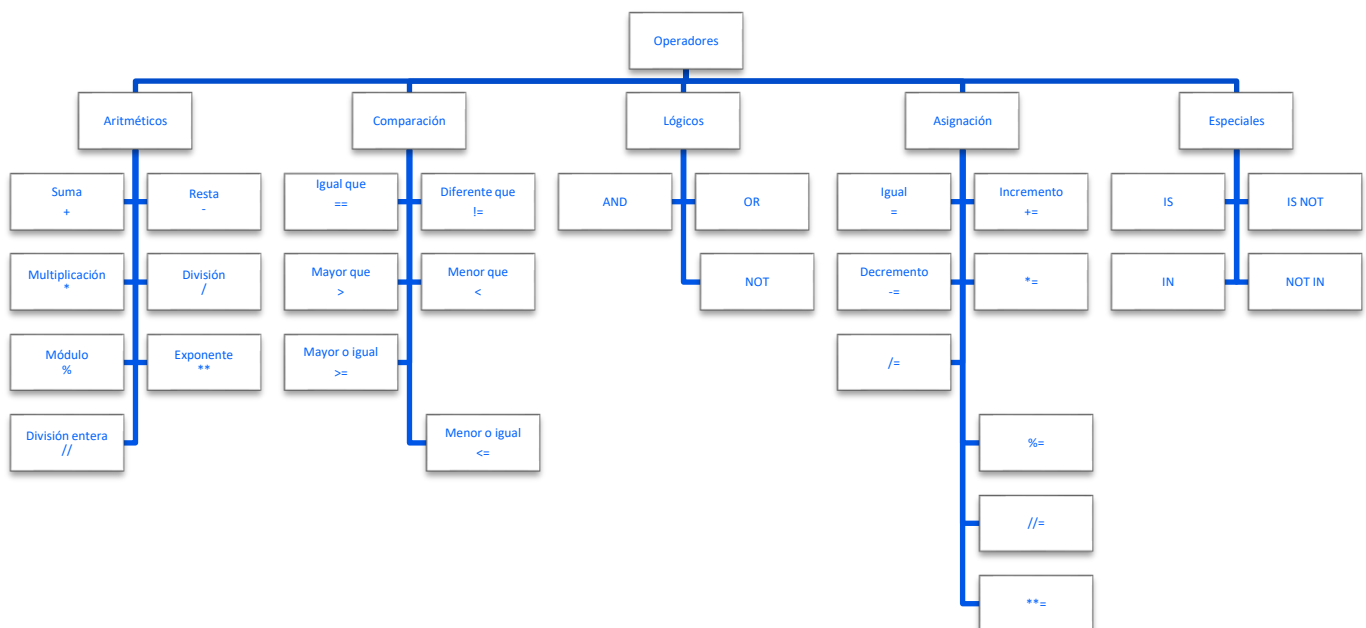 Operadores
Aritméticos
Comparación
Lógicos
Asignación
Especiales
Suma
+
Resta
-
Igual que
==
Diferente que
!=
AND
OR
Igual
=
Incremento
+=
IS
IS NOT
Multiplicación
*
División
/
Mayor que
>
Menor que
<
NOT
Decremento
-=
*=
IN
NOT IN
Módulo
%
Exponente
**
Mayor o igual
>=
/=
División entera
//
Menor o igual
<=
%=
//=
**=